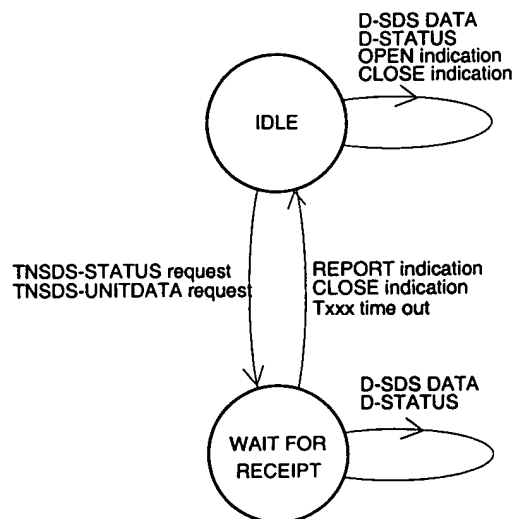 D-SDS DATA
D-STATUS
OPEN indication
CLOSE indication
IDLE
TNSDS-STATUS request
TNSDS-UNITDATA request
REPORT indication
CLOSE indication
Txxx time out
D-SDS DATA
D-STATUS
WAIT FOR
RECEIPT